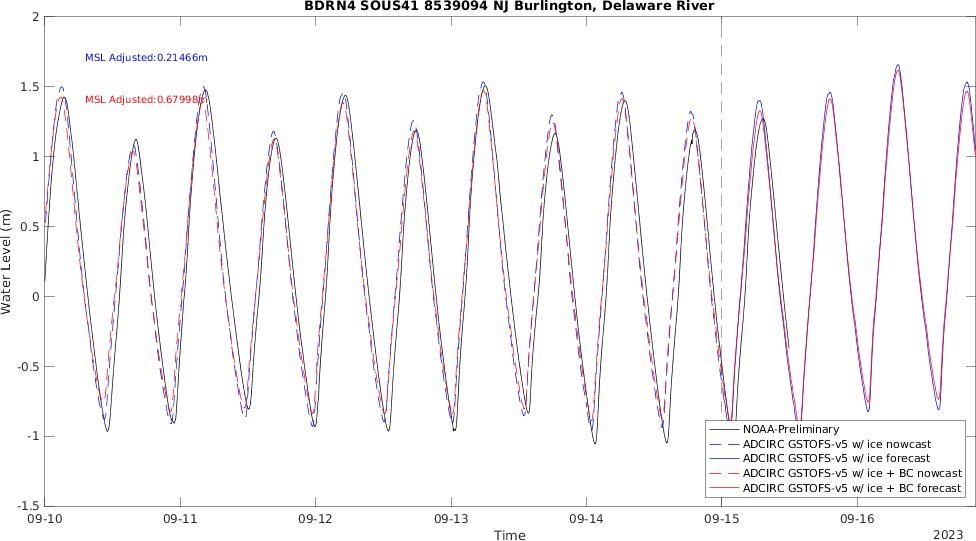 BDRN4 SOUS41 8539094 NJ Burlington, Delaware River
2
MSL Adjusted:0.21466m
1.5
MSL Adjusted:0.67998m
1
0.5
Water Level (m)
0
-0.5
-1
NOAA-Preliminary
ADCIRC GSTOFS-v5 w/ ice nowcast
ADCIRC GSTOFS-v5 w/ ice forecast
ADCIRC GSTOFS-v5 w/ ice + BC nowcast
ADCIRC GSTOFS-v5 w/ ice + BC forecast
-1.5
09-10 09-11 09-12 09-13 09-14 09-15 09-16
Time
2023